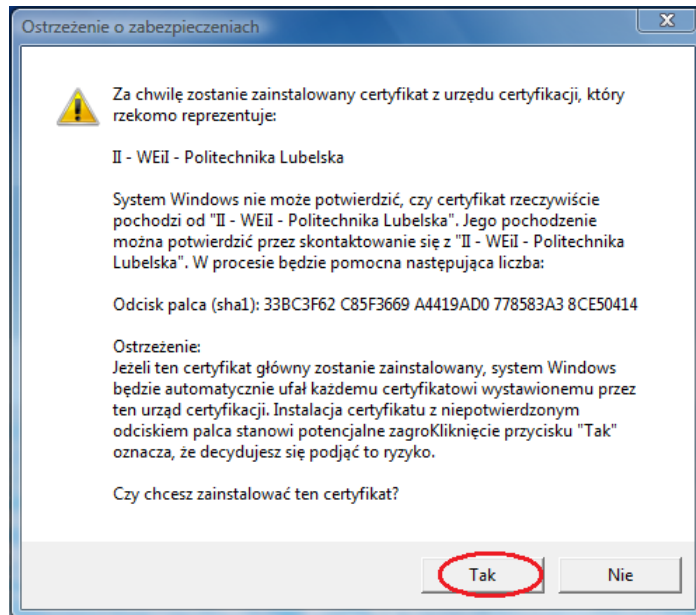 Ostrzeżenie o zabezpieczeniach
Za chwilę zostanie zainstalowany certyfikat z urzędu certyfikacji, który
rzekomo reprezentuje:
II - WEiI - Politechnika Lubelska
System Windows nie może potwierdzić, czy certyfikat rzeczywiście
pochodzi od "II - WEiI - Politechnika Lubelska". Jego pochodzenie
można potwierdzić przez skontaktowanie się z "II - WEiI - Politechnika
Lubelska". W procesie będzie pomocna następująca liczba:
Odcisk palca (sha1): 33BC3F62 C85F3669 A4419AD0 778583A3 8CE50414
Ostrzeżenie:
Jeżeli ten certyfikat główny zostanie zainstalowany, system Windows
będzie automatycznie ufał każdemu certyfikatowi wystawionemu przez
ten urząd certyfikacji. Instalacja certyfikatu z niepotwierdzonym
odciskiem palca stanowi potencjalne zagroKliknięcie przycisku "Tak"
oznacza, że decydujesz się podjąć to ryzyko.
Czy chcesz zainstalować ten certyfikat?
Tak
Nie